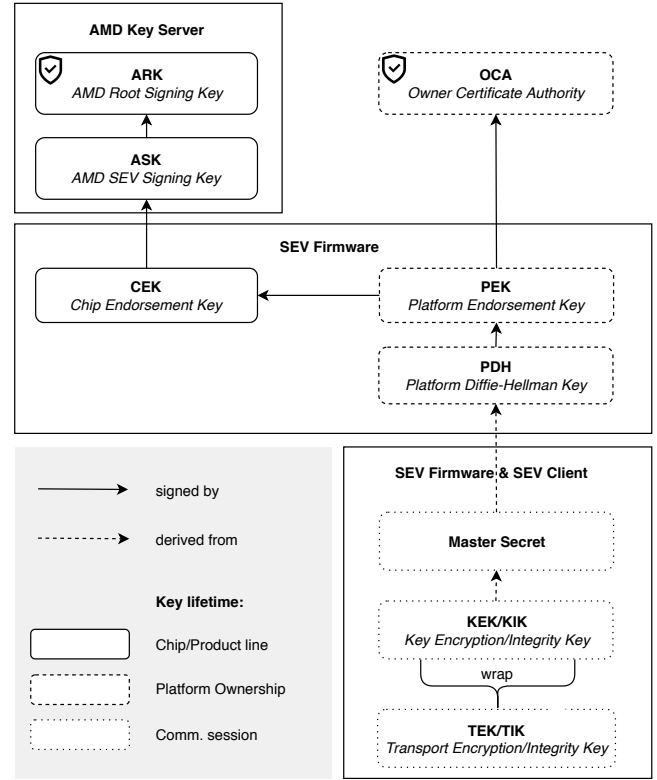 AMD Key Server
ARK
AMD Root Signing Key
OCA
Owner Certificate Authority
ASK
AMD SEV Signing Key
SEV Firmware
CEK
Chip Endorsement Key
PEK
Platform Endorsement Key
PDH
Platform Diffie-Hellman Key
SEV Firmware & SEV Client
signed by
derived from
Master Secret
Key lifetime:
KEK/KIK
Key Encryption/Integrity Key
Chip/Product line
wrap
Platform Ownership
TEK/TIK
Transport Encryption/Integrity Key
Comm. session